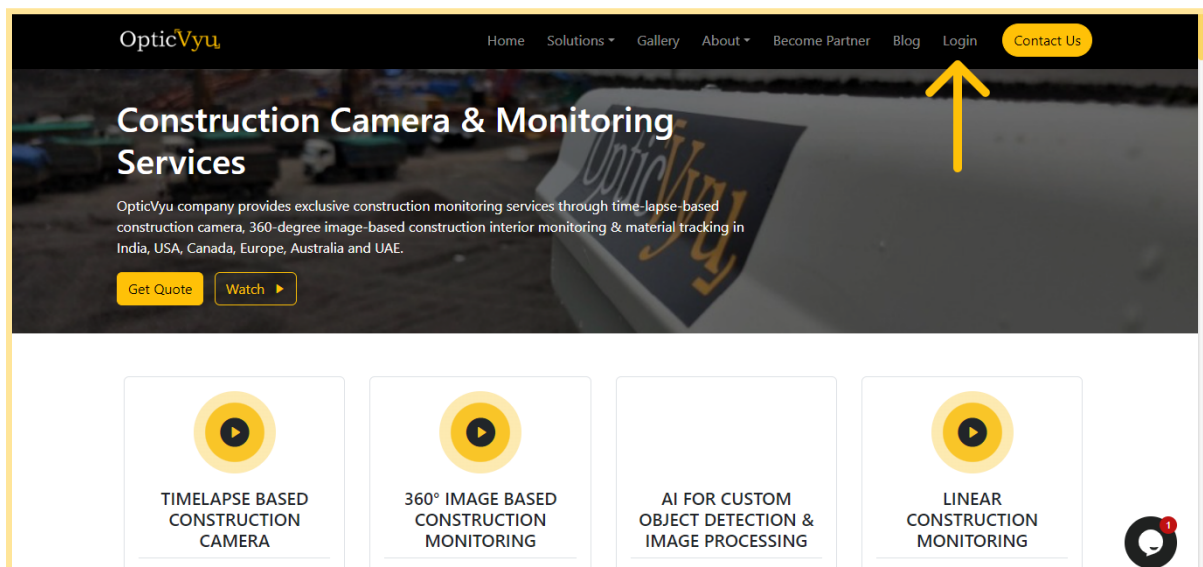 OpticVyu
Home Solutions Gallery About Become Partner Blog Login Contact Us
Construction Camera & Monitoring
Services
OpticVyu
OpticVyu company provides exclusive construction monitoring services through time-lapse-based
construction camera, 360-degree image-based construction interior monitoring & material tracking in
India, USA, Canada, Europe, Australia and UAE.
Get Quote Watch
TIMELAPSE BASED
CONSTRUCTION
CAMERA
360° IMAGE BASED
CONSTRUCTION
MONITORING
AI FOR CUSTOM
OBJECT DETECTION &
IMAGE PROCESSING
LINEAR
CONSTRUCTION
MONITORING
1